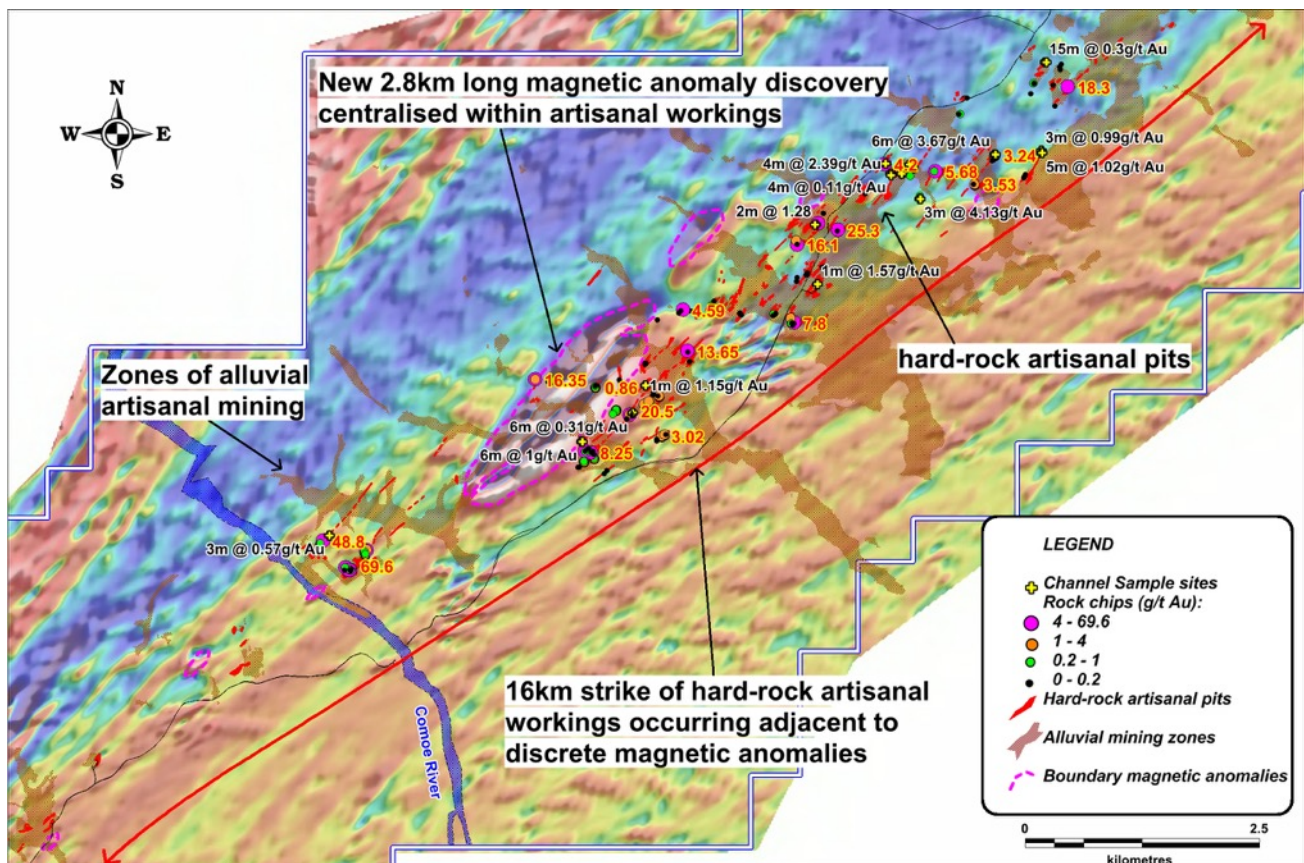 N
W E
S
New 2.8km long magnetic anomaly discovery
centralised within artisanal workings
15m @ 0.3g/t Au
18.3
6m @ 3.67g/t Au
3m @ 0.99g/t Au
4m @ 2.39g/t Au
4.2
3.24
5m @ 1.02g/t Au
5.68
4m @ 0.11g/t Au
3.53
2m @ 1.28
3m @ 4.13g/t Au
25.3
16.1
1m @ 1.57g/t Au
4.59
7.8
13.65
hard-rock artisanal pits
Zones of alluvial
artisanal mining
16.35
0.86
1m @ 1.15g/t Au
20.5
6m @ 0.31g/t Au
3.02
6m @ 1g/t Au
8.25
3m @ 0.57g/t Au
48.8
69.6
16km strike of hard-rock artisanal
workings occurring adjacent to
discrete magnetic anomalies
Comoe River
LEGEND
Channel Sample sites
Rock chips (g/t Au):
4 - 69.6
1 - 4
0.2 - 1
0 - 0.2
Hard-rock artisanal pits
Alluvial mining zones
Boundary magnetic anomalies
0 2.5
kilometres